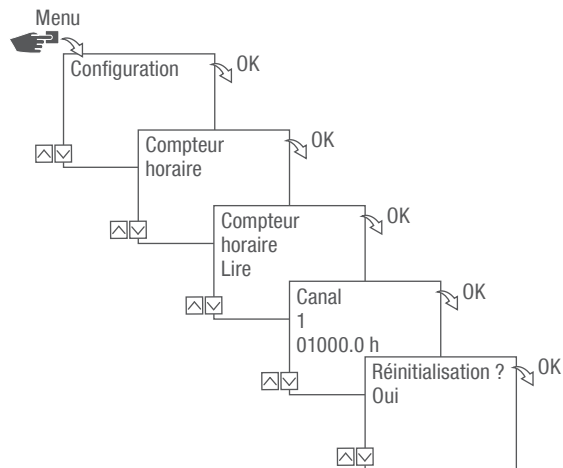 Menu
Configuration
OK
Compteur
horaire
OK
Compteur
horaire
Lire
OK
Canal
1
01000.0 h
OK
Réinitialisation ?
Oui
OK